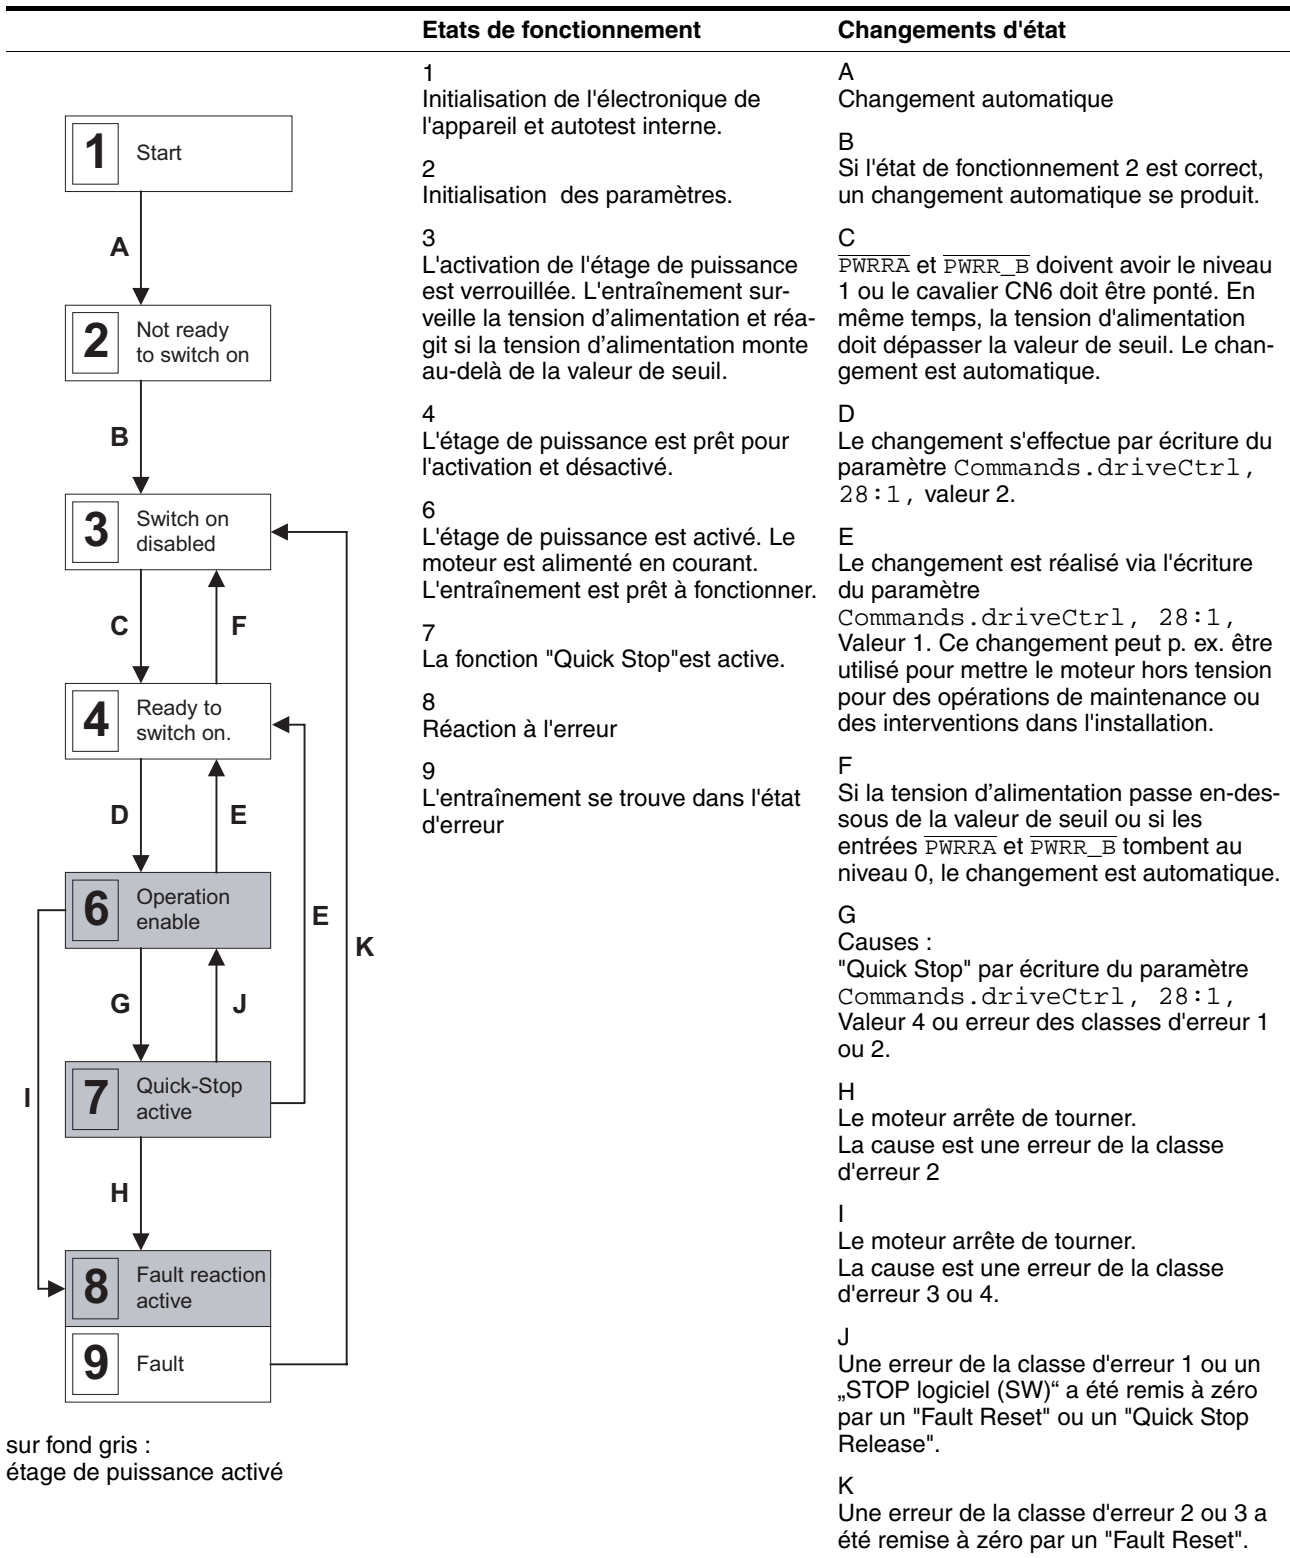 Etats de fonctionnement
Changements d'état
1
Start
A
2
Not ready
to switch on
B
3
Switch on
disabled
C
F
4
Ready to
switch on.
D
E
6
Operation
enable
E
K
G
J
7
Quick-Stop
active
I
H
8
Fault reaction
active
9
Fault
sur fond gris :
étage de puissance activé
1
Initialisation de l'électronique de
l'appareil et autotest interne.
2
Initialisation des paramètres.
3
L'activation de l'étage de puissance
est verrouillée. L'entraînement sur-
veille la tension d'alimentation et réa-
git si la tension d'alimentation monte
au-delà de la valeur de seuil.
4
L'étage de puissance est prêt pour
l'activation et désactivé.
6
L'étage de puissance est activé. Le
moteur est alimenté en courant.
L'entraînement est prêt à fonctionner.
7
La fonction "Quick Stop"est active.
8
Réaction à l'erreur
9
L'entraînement se trouve dans l'état
d'erreur
A
Changement automatique
B
Si l'état de fonctionnement 2 est correct,
un changement automatique se produit.
C
PWRRA et PWRR_B doivent avoir le niveau
1 ou le cavalier CN6 doit être ponté. En
même temps, la tension d'alimentation
doit dépasser la valeur de seuil. Le chan-
gement est automatique.
D
Le changement s'effectue par écriture du
paramètre Commands.driveCtrl,
28:1, valeur 2.
E
Le changement est réalisé via l'écriture
du paramètre
Commands.driveCtrl, 28:1,
Valeur 1. Ce changement peut p. ex. être
utilisé pour mettre le moteur hors tension
pour des opérations de maintenance ou
des interventions dans l'installation.
F
Si la tension d'alimentation passe en-des-
sous de la valeur de seuil ou si les
entrées PWRRA et PWRR_B tombent au
niveau 0, le changement est automatique.
G
Causes :
"Quick Stop" par écriture du paramètre
Commands.driveCtrl, 28:1,
Valeur 4 ou erreur des classes d'erreur 1
ou 2.
H
Le moteur arrête de tourner.
La cause est une erreur de la classe
d'erreur 2
I
Le moteur arrête de tourner.
La cause est une erreur de la classe
d'erreur 3 ou 4.
J
Une erreur de la classe d'erreur 1 ou un
„STOP logiciel (SW)“ a été remis à zéro
par un "Fault Reset" ou un "Quick Stop
Release".
K
Une erreur de la classe d'erreur 2 ou 3 a
été remise à zéro par un "Fault Reset".